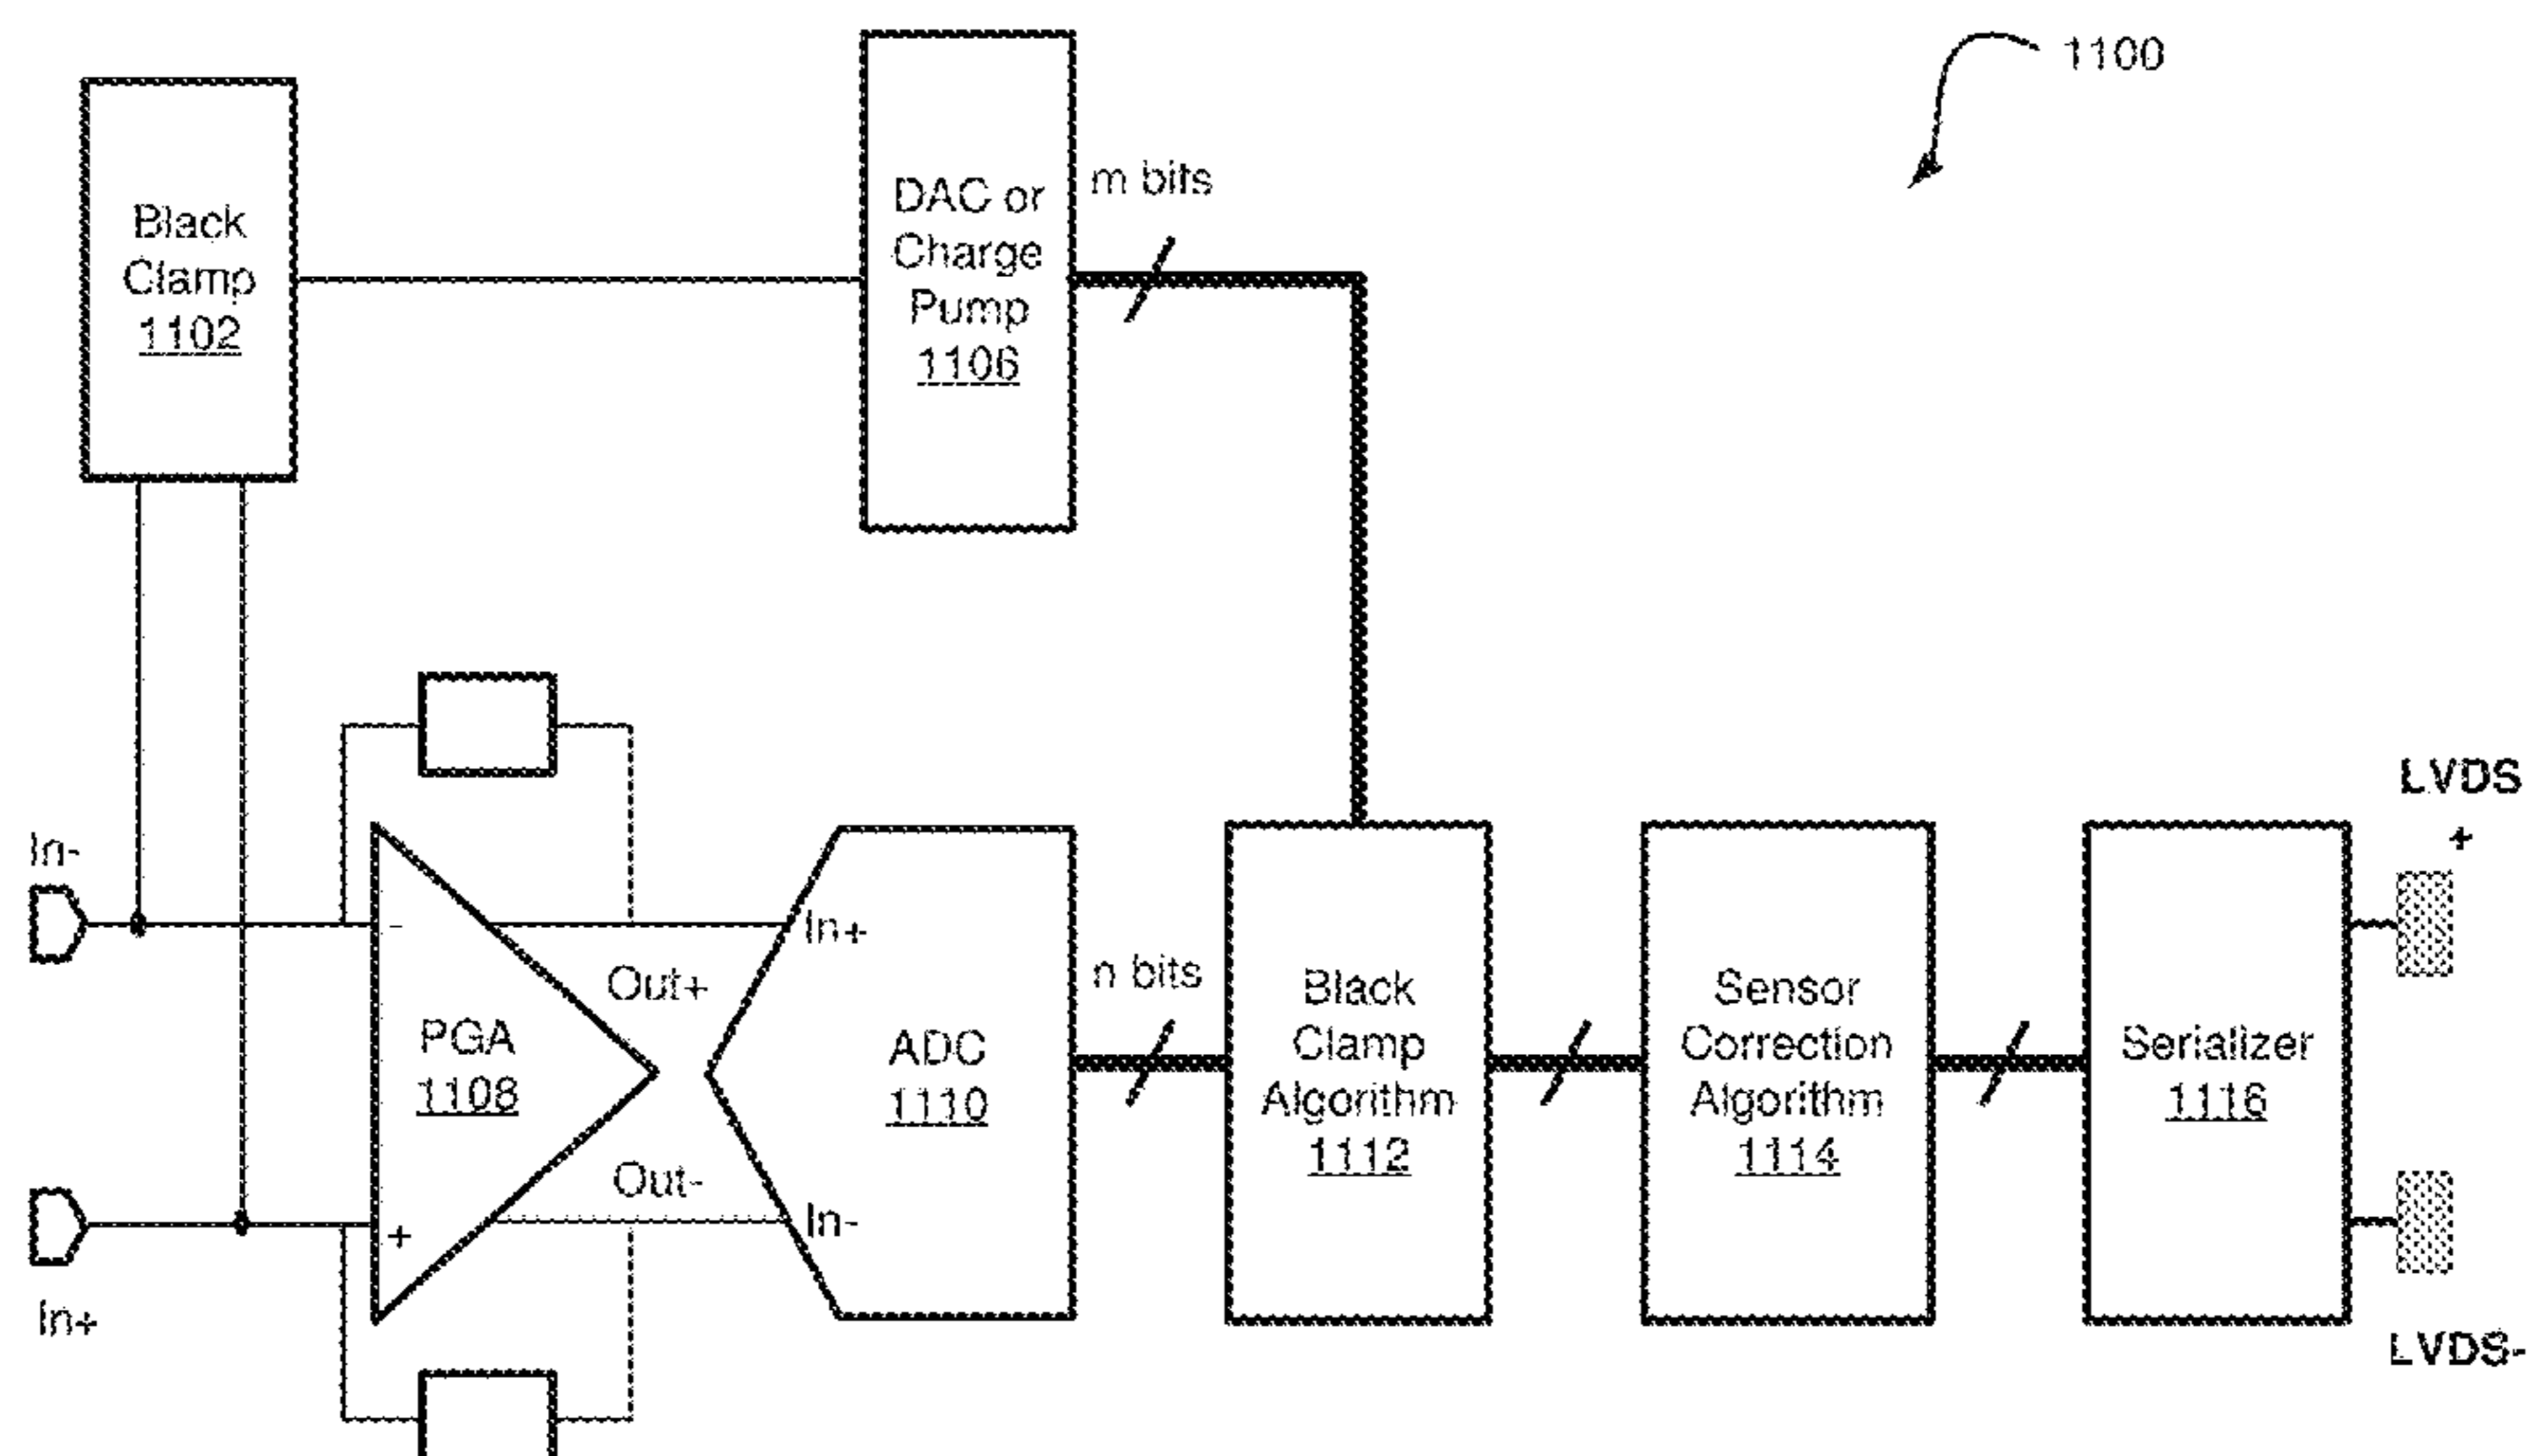 1100
Black
Clamp
1102
DAC or
Charge
Pump
1106
m bits
In-
In+
-
+
PGA
1108
Out+
Out-
In+
In-
ADC
1110
n bits
Black
Clamp
Algorithm
1112
Sensor
Correction
Algorithm
1114
Serializer
1116
LVDS
+
LVDS-